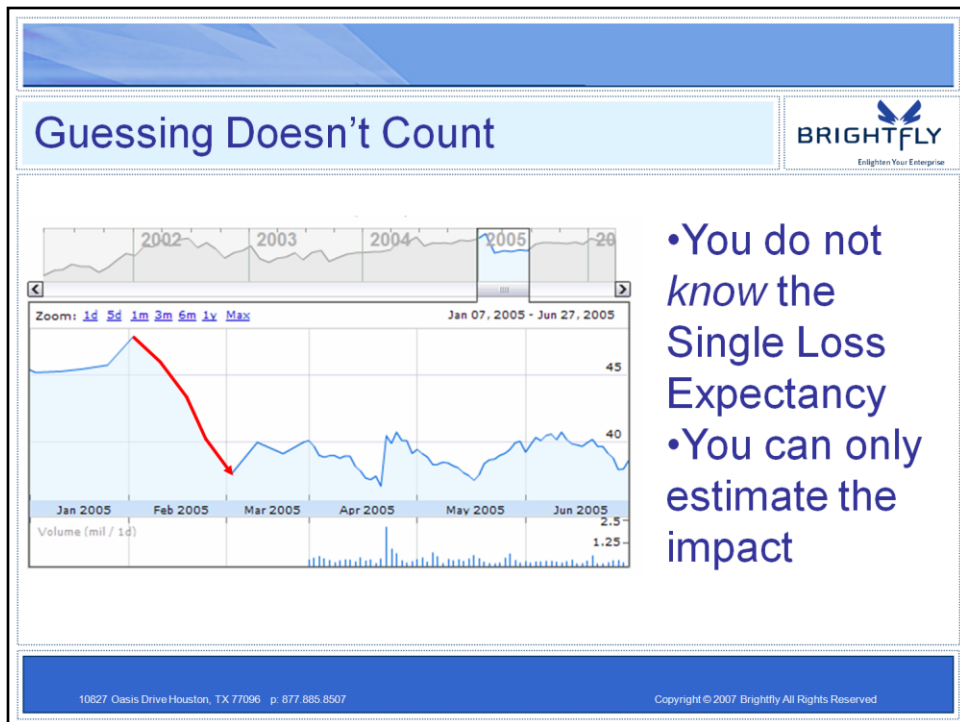 Guessing Doesn't Count
BRIGHTFLY
Enlighten Your Enterprise
2002 2003 2004 2005 20
Zoom: 1d 5d 1m 3m 6m 1y Max Jan 07, 2005 - Jun 27, 2005
45
40
Jan 2005 Feb 2005 Mar 2005 Apr 2005 May 2005 Jun 2005
Volume (mil / 1d)
2.5
1.25
•You do not
know the
Single Loss
Expectancy
•You can only
estimate the
impact
10827 Oasis Drive Houston, TX 77096 p: 877.885.8507
Copyright © 2007 Brightfly All Rights Reserved